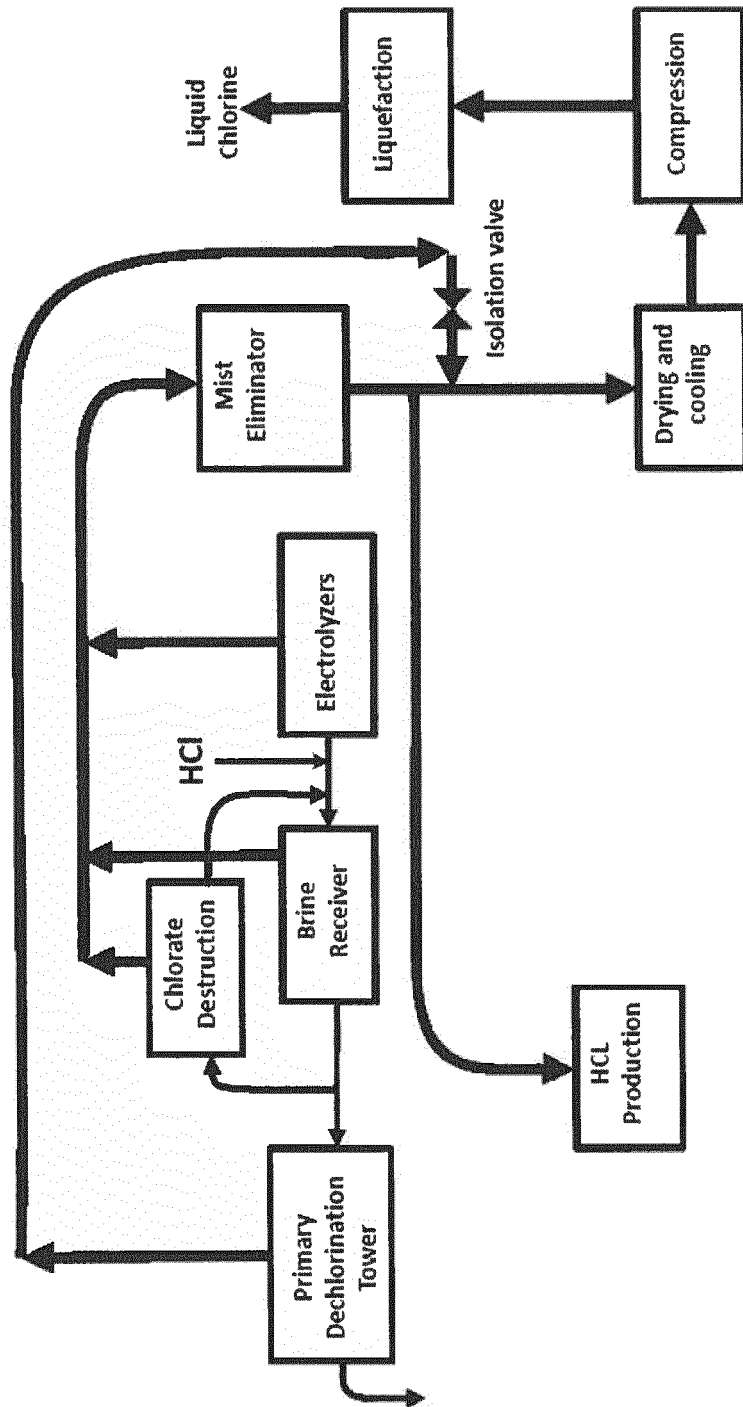 Liquid
Chlorine
Liquefaction
Compression
Isolation valve
Mist
Eliminator
Drying and
cooling
Electrolyzers
HCl
Chlorate
Destruction
Brine
Receiver
HCL
Production
Primary
Dechlorination
Tower